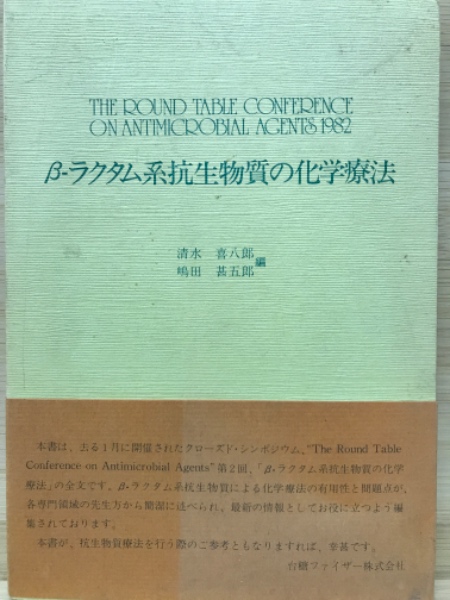 THE ROUND TABLE CONFERENCE
ON ANTIMICROBIAL AGENTS 1982
β-ラクタム系抗生物質の化学療法
清水 喜八郎
嶋田 甚五郎 編
本書は、去る1月に開催されたクローズド・シンポジウム、“The Round Table
Conference on Antimicrobial Agents”第2回、「β-ラクタム系抗生物質の化学
療法」の全文です。β-ラクタム系抗生物質による化学療法の有用性と問題点が、
各専門領域の先生方から簡潔に述べられ、最新の情報としてお役に立つよう編
集されております。
本書が、抗生物質療法を行う際のご参考ともなりますれば、幸甚です。
台糖ファイザー株式会社